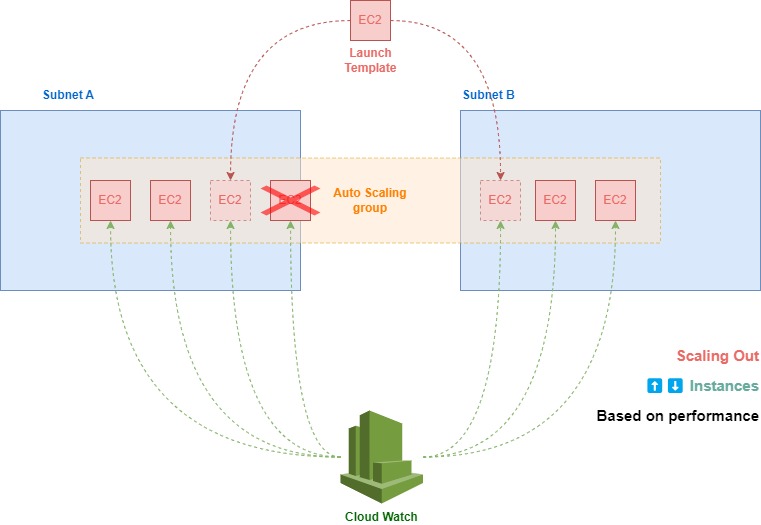 EC2
Launch
Template
Subnet A
Subnet B
EC2
EC2
EC2
EC2
Auto Scaling
group
EC2
EC2
EC2
Scaling Out
⬆️ ⬇️ Instances
Based on performance
Cloud Watch